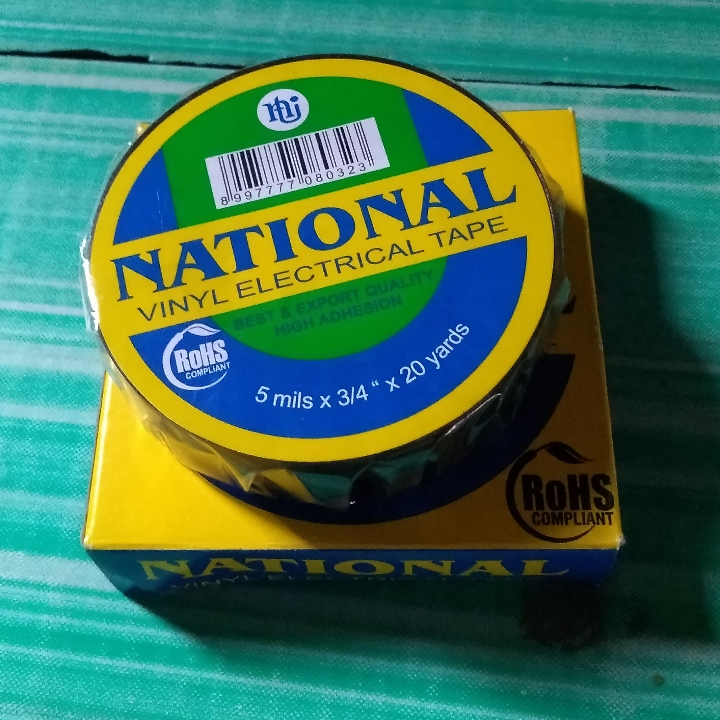 8 997777 080323
NATIONAL
VINYL ELECTRICAL TAPE
BEST & EXPORT QUALITY
HIGH ADHESION
RoHS
COMPLIANT
5 mils x 3/4 " x 20 yards
RoHS
COMPLIANT
NATIONAL
VINYL ELECTRICAL TAPE